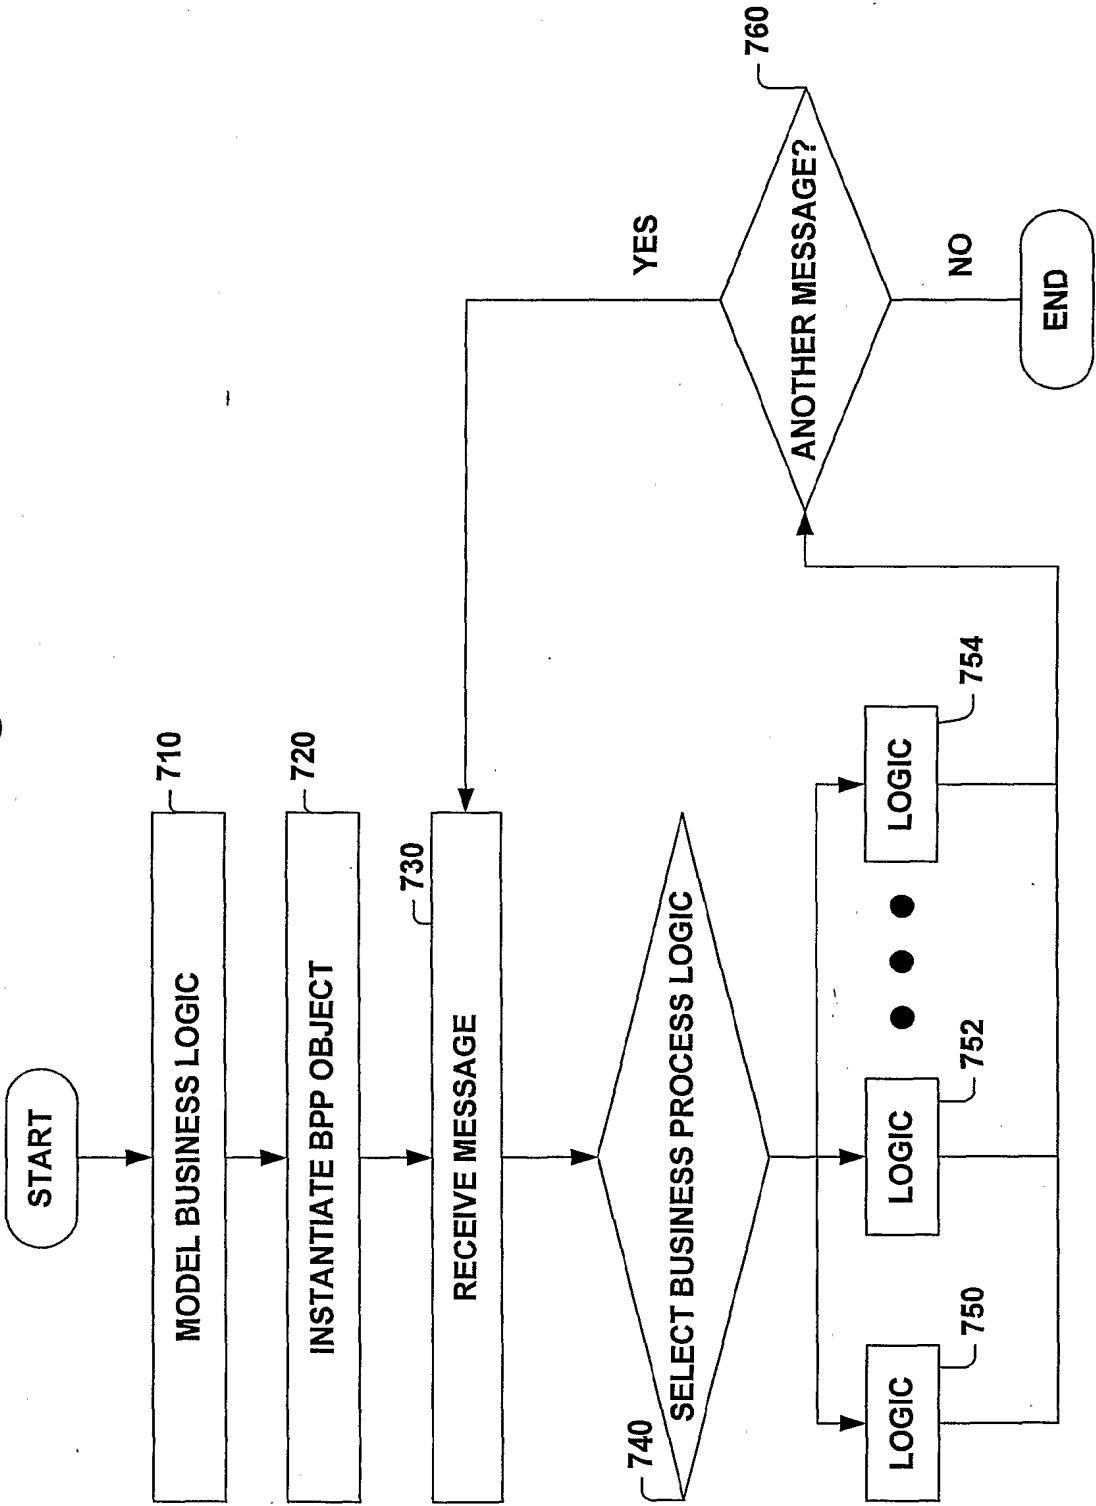 START
MODEL BUSINESS LOGIC
710
INSTANTIATE BPP OBJECT
720
RECEIVE MESSAGE
730
SELECT BUSINESS PROCESS LOGIC
740
LOGIC
750
LOGIC
752
LOGIC
754
ANOTHER MESSAGE?
760
YES
NO
END